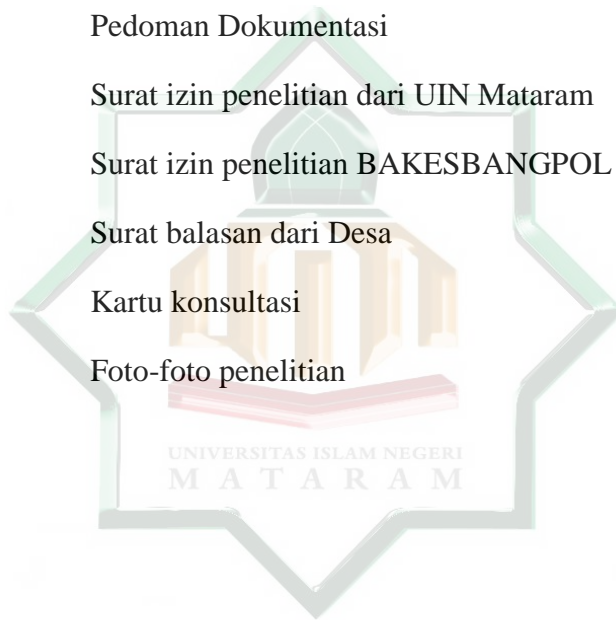 Pedoman Dokumentasi
Surat izin penelitian dari UIN Mataram
Surat izin penelitian BAKESBANGPOL
Surat balasan dari Desa
Kartu konsultasi
Foto-foto penelitian
UNIVERSITAS ISLAM NEGERI
MATARAM